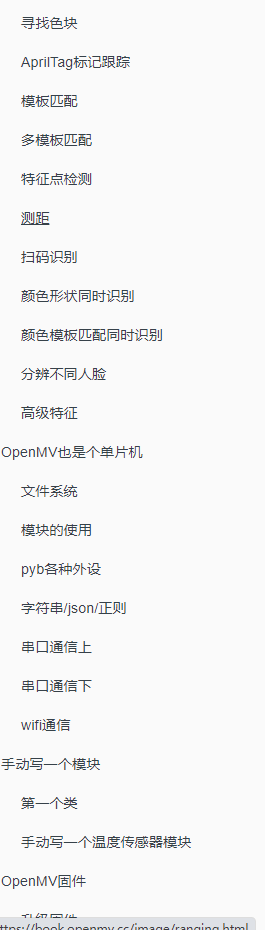 寻找色块
AprilTag标记跟踪
模板匹配
多模板匹配
特征点检测
测距
扫码识别
颜色形状同时识别
颜色模板匹配同时识别
分辨不同人脸
高级特征
OpenMV也是个单片机
文件系统
模块的使用
pyb各种外设
字符串/json/正则
串口通信上
串口通信下
wifi通信
手动写一个模块
第一个类
手动写一个温度传感器模块
OpenMV固件
升级固件
ttps://book.openmv.cc/image/ranging.html